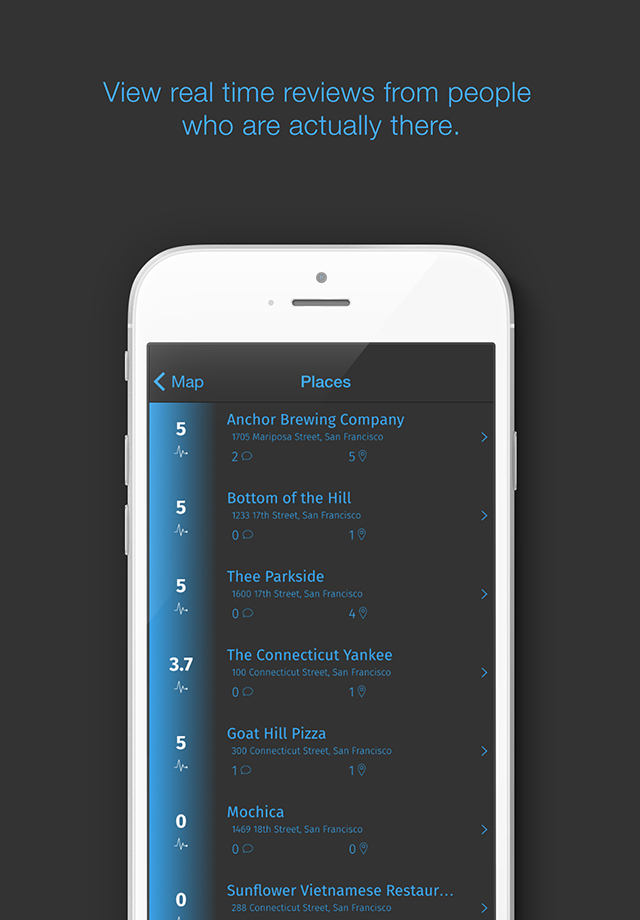 View real time reviews from people
who are actually there.
Map
Places
5
Anchor Brewing Company
1705 Mariposa Street, San Francisco
2
5
5
Bottom of the Hill
1233 17th Street, San Francisco
0
1
5
Thee Parkside
1600 17th Street, San Francisco
0
4
3.7
The Connecticut Yankee
100 Connecticut Street, San Francisco
0
1
5
Goat Hill Pizza
300 Connecticut Street, San Francisco
1
1
0
Mochica
1469 18th Street, San Francisco
0
0
0
Sunflower Vietnamese Restaur...
288 Connecticut Street, San Francisco